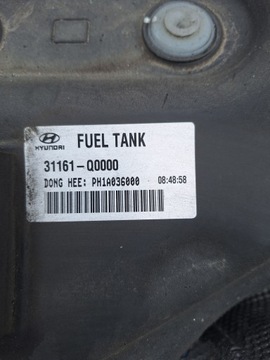 HYUNDAI FUEL TANK
31161-Q0000
DONG HEE: PH1A036000 08:48:58